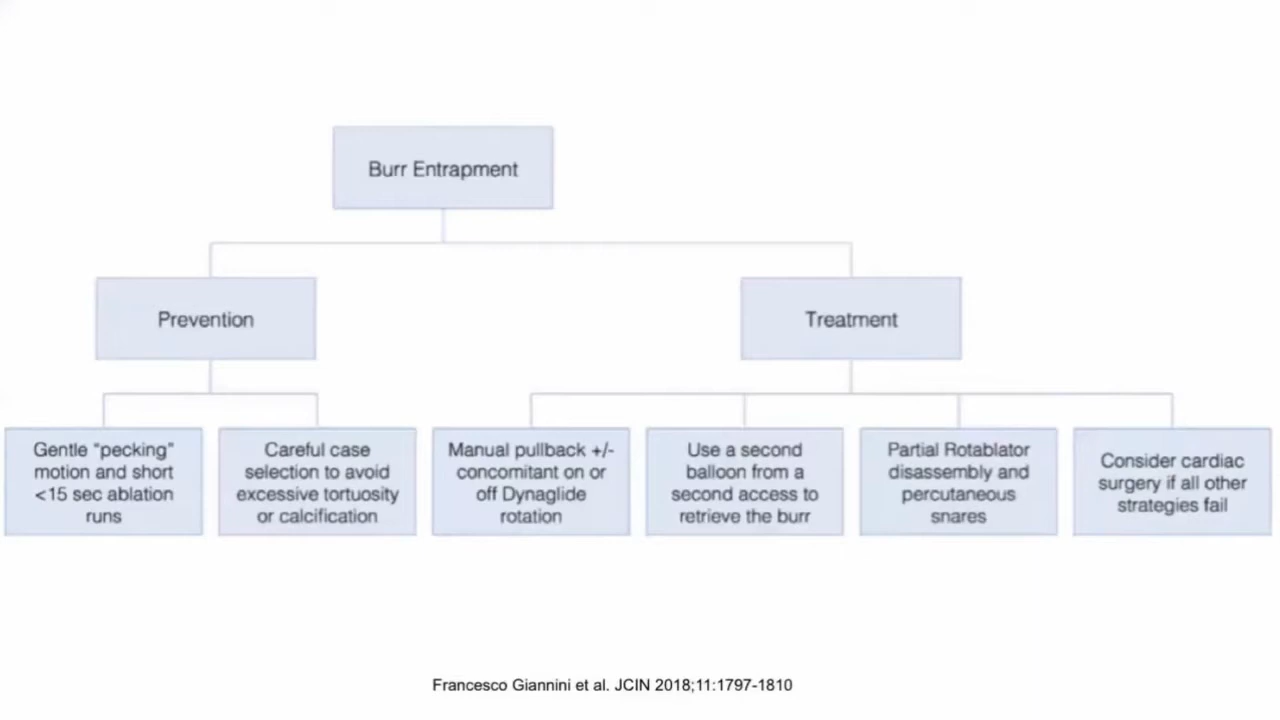 Burr Entrapment
Prevention
Treatment
Gentle "pecking"
motion and short
<15 sec ablation
runs
Careful case
selection to avoid
excessive tortuosity
or calcification
Manual pullback +/-
concomitant on or
off Dynaglide
rotation
Use a second
balloon from a
second access to
retrieve the burr
Partial Rotablator
disassembly and
percutaneous
snares
Consider cardiac
surgery if all other
strategies fail
Francesco Giannini et al. JCIN 2018;11:1797-1810